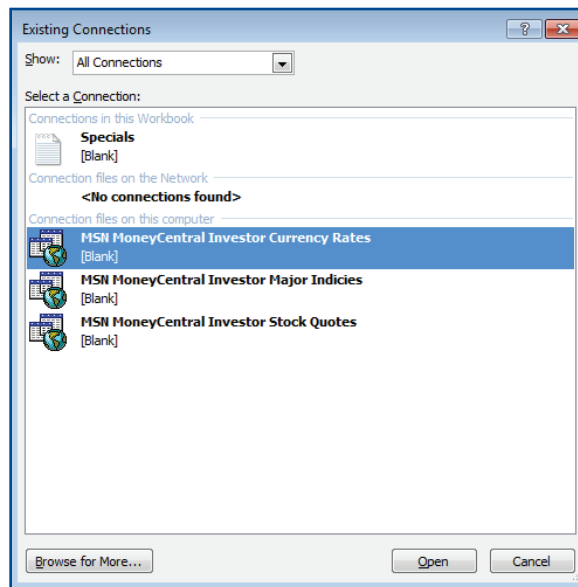 Existing Connections
Show: All Connections
Select a Connection:
Connections in this Workbook
Specials
[Blank]
Connection files on the Network
<No connections found>
Connection files on this computer
MSN MoneyCentral Investor Currency Rates
[Blank]
MSN MoneyCentral Investor Major Indicies
[Blank]
MSN MoneyCentral Investor Stock Quotes
[Blank]
Browse for More... Open Cancel